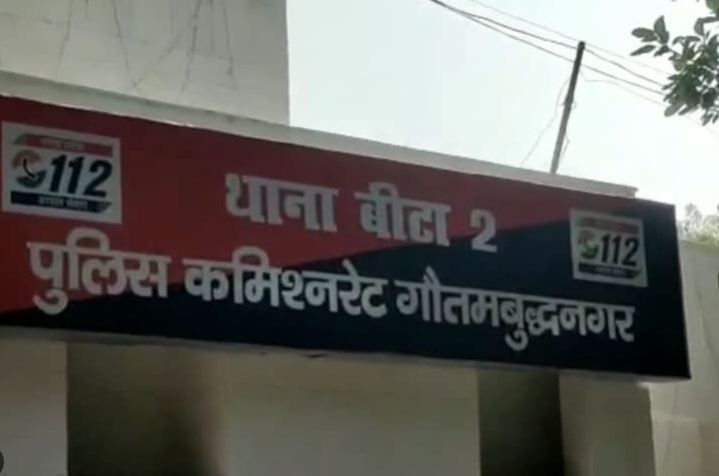 112
थाना बीटा 2
112
पुलिस कमिश्नरेट गौतमबुद्धनगर